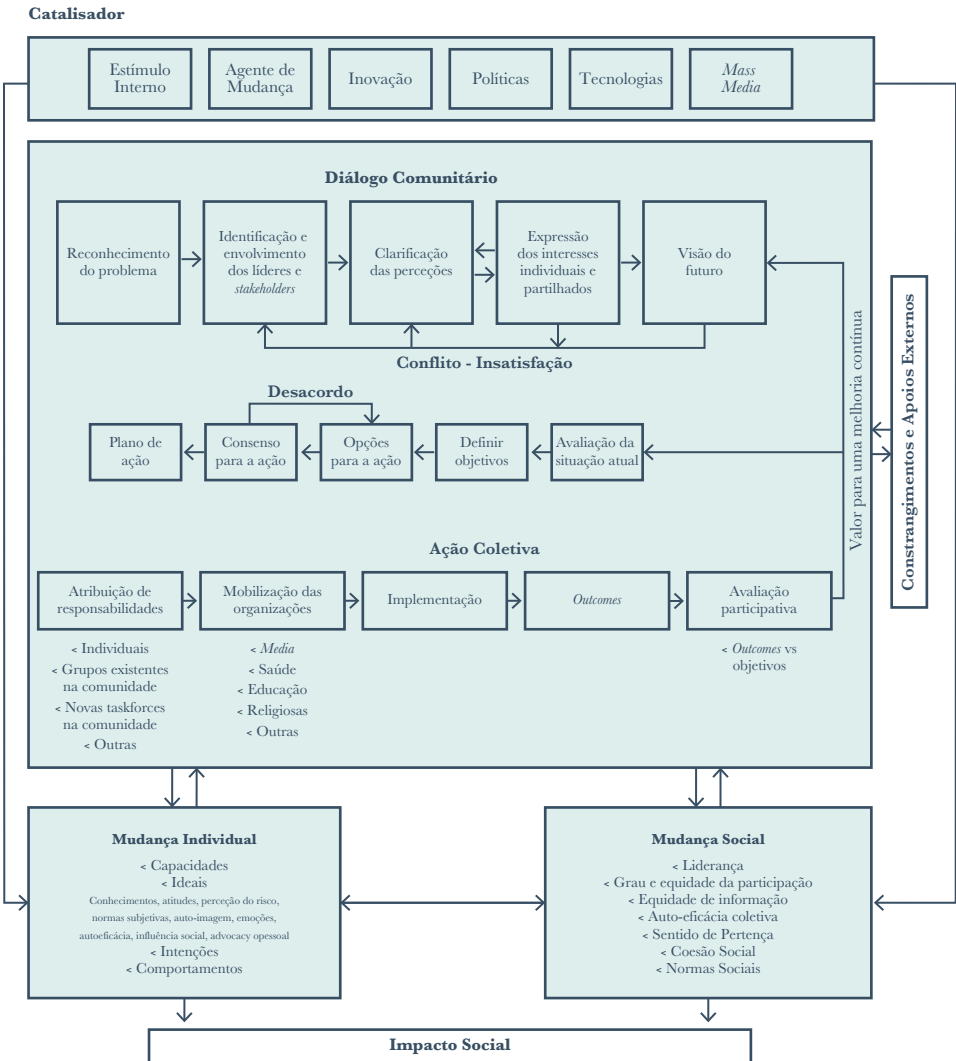 Catalisador
Estímulo
Interno
Agente de
Mudança
Inovação
Políticas
Tecnologias
Mass
Media
Diálogo Comunitário
Reconhecimento
do problema
Identificação e
envolvimento
dos líderes e
stakeholders
Clarificação
das perceções
Expressão
dos interesses
individuais e
partilhados
Visão do
futuro
Conflito - Insatisfação
Desacordo
Plano de
ação
Consenso
para a ação
Opções
para a ação
Definir
objetivos
Avaliação da
situação atual
Valor para uma melhoria contínua
Constrangimentos e Apoios Externos
Ação Coletiva
Atribuição de
responsabilidades
Mobilização das
organizações
Implementação
Outcomes
Avaliação
participativa
< Individuais
< Grupos existentes
na comunidade
< Novas taskforces
na comunidade
< Outras
< Media
< Saúde
< Educação
< Religiosas
< Outras
< Outcomes vs
objetivos
Mudança Individual
< Capacidades
< Ideais
Conhecimentos, atitudes, perceção do risco,
normas subjetivas, auto-imagem, emoções,
autoeficácia, influência social, advocacy opessoal
< Intenções
< Comportamentos
Mudança Social
< Liderança
< Grau e equidade da participação
< Equidade de informação
< Auto-eficácia coletiva
< Sentido de Pertença
< Coesão Social
< Normas Sociais
Impacto Social